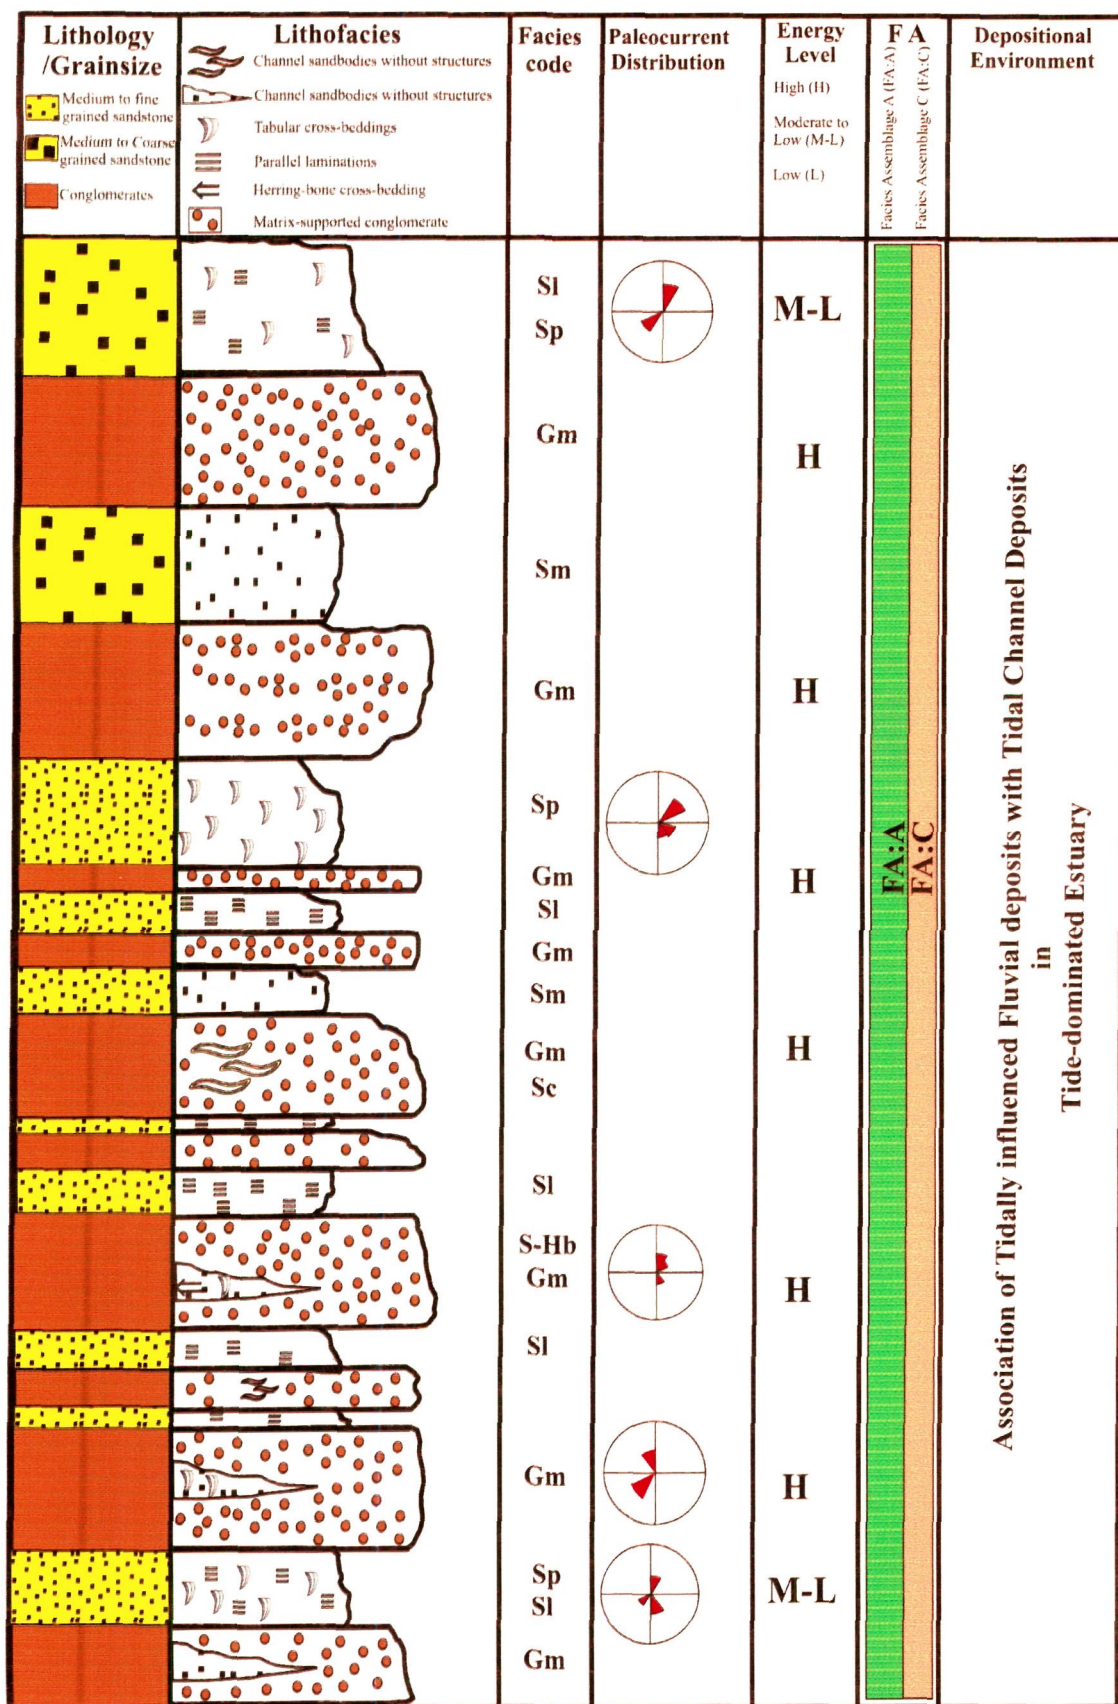 Lithology
/Grainsize
Medium to fine
grained sandstone
Medium to Coarse
grained sandstone
Conglomerates
Lithofacies
Channel sandbodies without structures
Channel sandbodies without structures
Tabular cross-beddings
Parallel laminations
Herring-bone cross-bedding
Matrix-supported conglomerate
Facies
code
Paleocurrent
Distribution
Energy
Level
High (H)
Moderate to
Low (M-L)
Low (L)
F A
Facies Assemblage A (FA:A)
Facies Assemblage C (FA:C)
Depositional
Environment
Sl
Sp
M-L
Gm
H
Sm
Gm
H
Sp
Gm
H
Sl
Gm
Sm
Gm
H
Sc
Sl
S-Hb
Gm
H
Sl
Gm
H
Sp
M-L
Sl
Gm
FA:A
FA:C
Association of Tidally influenced Fluvial deposits with Tidal Channel Deposits
in
Tide-dominated Estuary